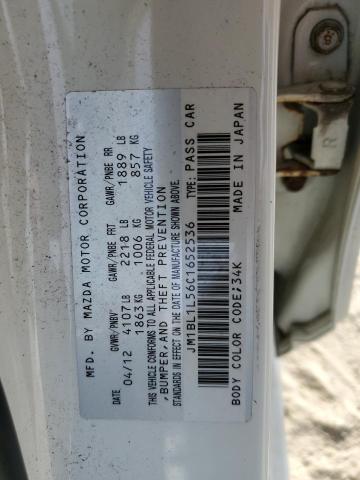 MFD. BY MAZDA MOTOR CORPORATION
GVWR/PNBV GAWR/PNBE FRT GAWR/PNBE RR
DATE 04/12 4107 LB 2218 LB 1889 LB
1863 KG 1006 KG 857 KG
THIS VEHICLE CONFORMS TO ALL APPLICABLE FEDERAL MOTOR VEHICLE SAFETY
, BUMPER, AND THEFT PREVENTION
STANDARDS IN EFFECT ON THE DATE OF MANUFACTURE SHOWN ABOVE.
JM1BL1L56C1652536 TYPE: PASS CAR
BODY COLOR CODE: 34K MADE IN JAPAN
R